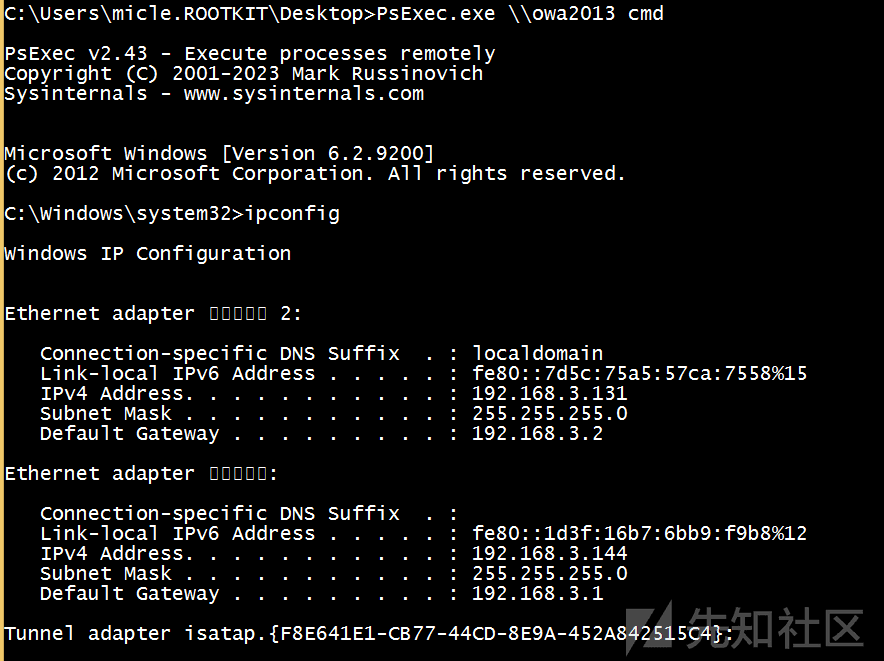 C:\Users\micle.ROOTKIT\Desktop>PsExec.exe \\owa2013 cmd
PsExec v2.43 - Execute processes remotely
Copyright (C) 2001-2023 Mark Russinovich
Sysinternals - www.sysinternals.com
Microsoft Windows [Version 6.2.9200]
(c) 2012 Microsoft Corporation. All rights reserved.
C:\Windows\system32>ipconfig
Windows IP Configuration
Ethernet adapter 2:
Connection-specific DNS Suffix . : localdomain
Link-local IPv6 Address . . . . . : fe80::7d5c:75a5:57ca:7558%15
IPv4 Address. . . . . . . . . . . : 192.168.3.131
Subnet Mask . . . . . . . . . . . : 255.255.255.0
Default Gateway . . . . . . . . . : 192.168.3.2
Ethernet adapter :
Connection-specific DNS Suffix . :
Link-local IPv6 Address . . . . . : fe80::1d3f:16b7:6bb9:f9b8%12
IPv4 Address. . . . . . . . . . . : 192.168.3.144
Subnet Mask . . . . . . . . . . . : 255.255.255.0
Default Gateway . . . . . . . . . : 192.168.3.1
Tunnel adapter isatap.{F8E641E1-CB77-44CD-8E9A-452A842515C4}:
先知社区